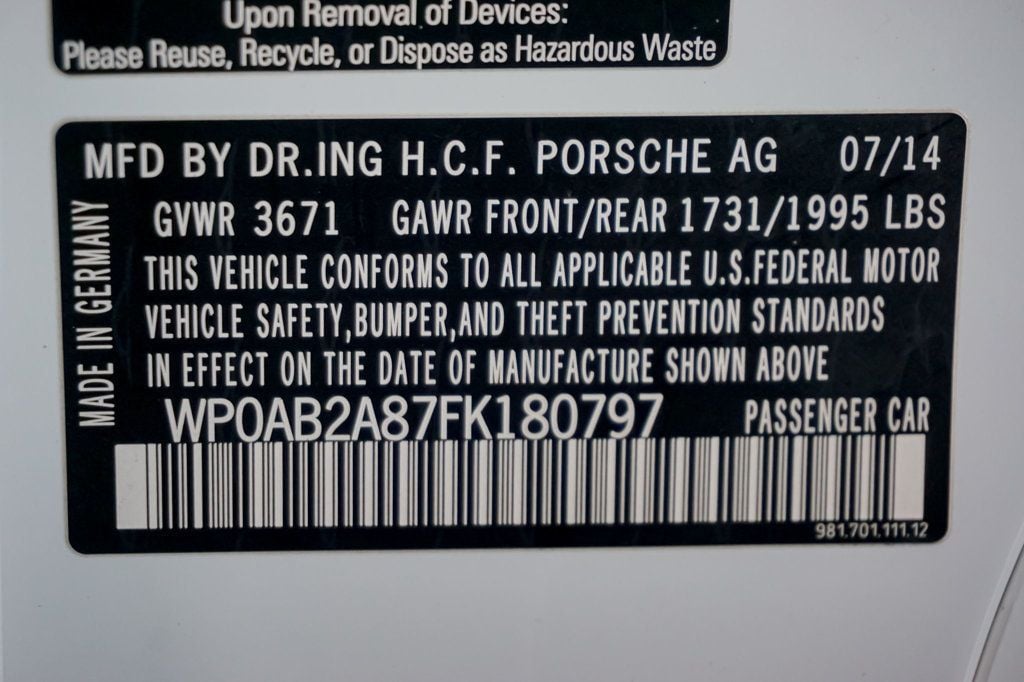 Upon Removal of Devices:
Please Reuse, Recycle, or Dispose as Hazardous Waste
MFD BY DR.ING H.C.F. PORSCHE AG 07/14
GVWR 3671 GAWR FRONT/REAR 1731/1995 LBS
THIS VEHICLE CONFORMS TO ALL APPLICABLE U.S.FEDERAL MOTOR
VEHICLE SAFETY,BUMPER,AND THEFT PREVENTION STANDARDS
IN EFFECT ON THE DATE OF MANUFACTURE SHOWN ABOVE
MADE IN GERMANY
WP0AB2A87FK180797 PASSENGER CAR
981.701.111.12